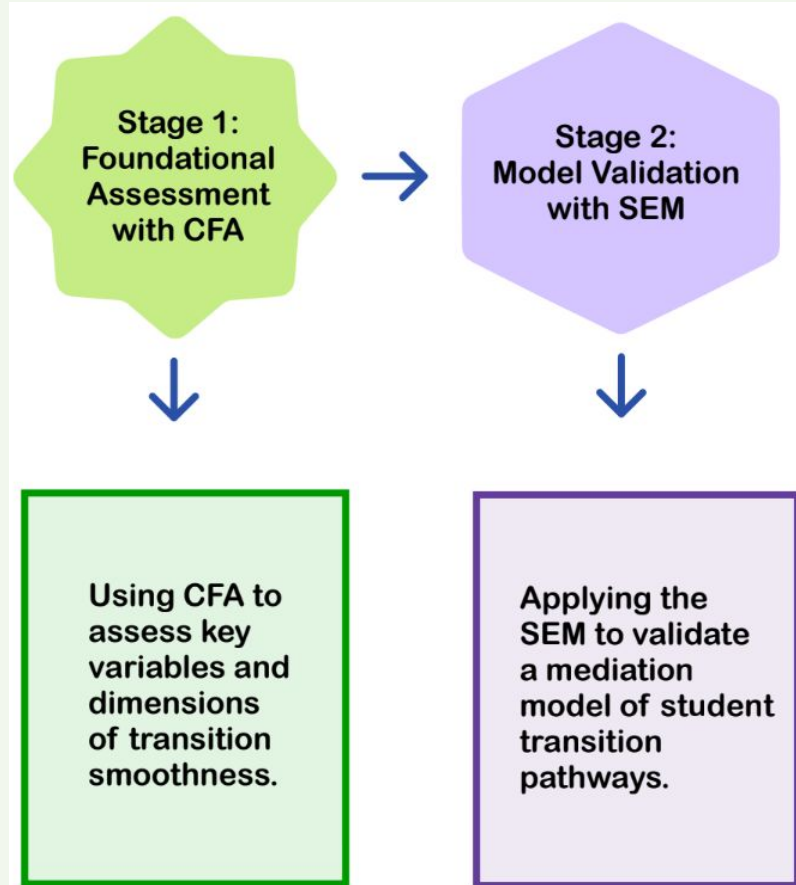 Stage 1:
Foundational
Assessment
with CFA
Stage 2:
Model Validation
with SEM
Using CFA to
assess key
variables and
dimensions
of transition
smoothness.
Applying the
SEM to validate
a mediation
model of student
transition
pathways.